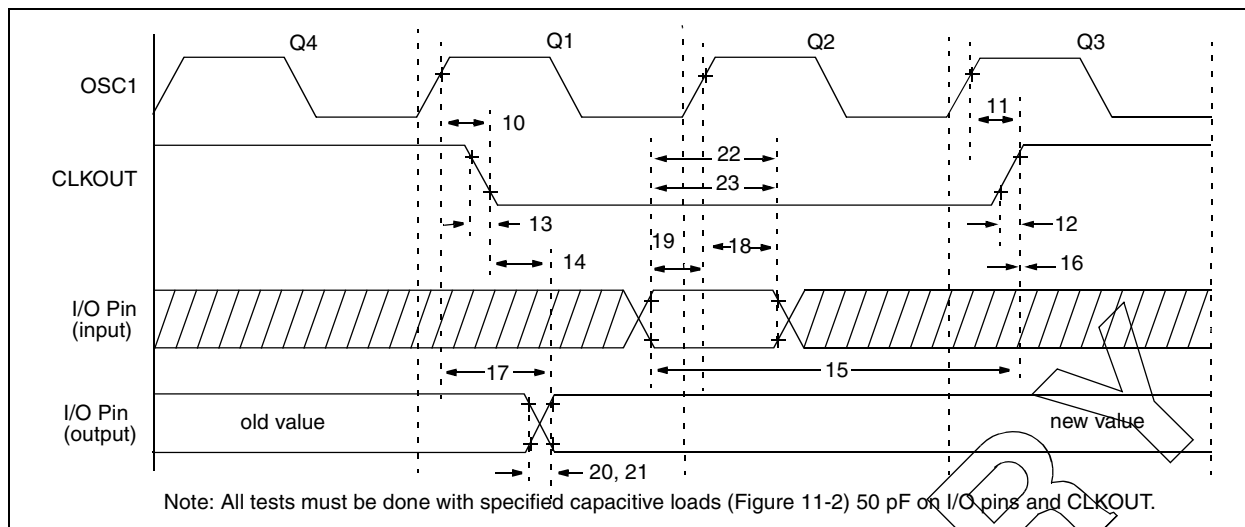 Q4 Q1 Q2 Q3
OSC1
10 11
22
CLKOUT
23
13 12
19 18
14 16
I/O Pin
(input)
17 15
I/O Pin
(output)
old value new value
20, 21
Note: All tests must be done with specified capacitive loads (Figure 11-2) 50 pF on I/O pins and CLKOUT.
R Y